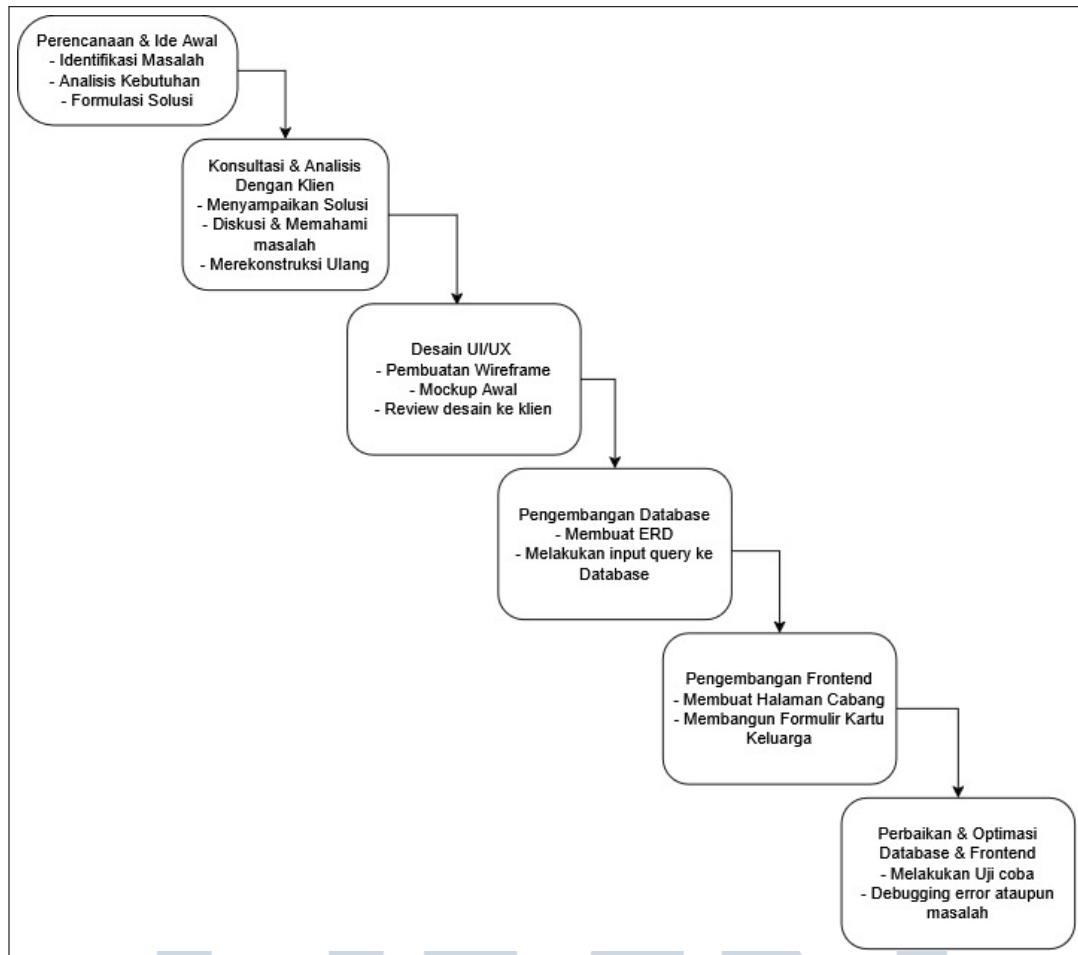 Perencanaan & Ide Awal
- Identifikasi Masalah
- Analisis Kebutuhan
- Formulasi Solusi
Konsultasi & Analisis
Dengan Klien
- Menyampaikan Solusi
- Diskusi & Memahami
masalah
- Merekonstruksi Ulang
Desain UI/UX
- Pembuatan Wireframe
- Mockup Awal
- Review desain ke klien
Pengembangan Database
- Membuat ERD
- Melakukan input query ke
Database
Pengembangan Frontend
- Membuat Halaman Cabang
- Membangun Formulir Kartu
Keluarga
Perbaikan & Optimasi
Database & Frontend
- Melakukan Uji coba
- Debugging error ataupun
masalah